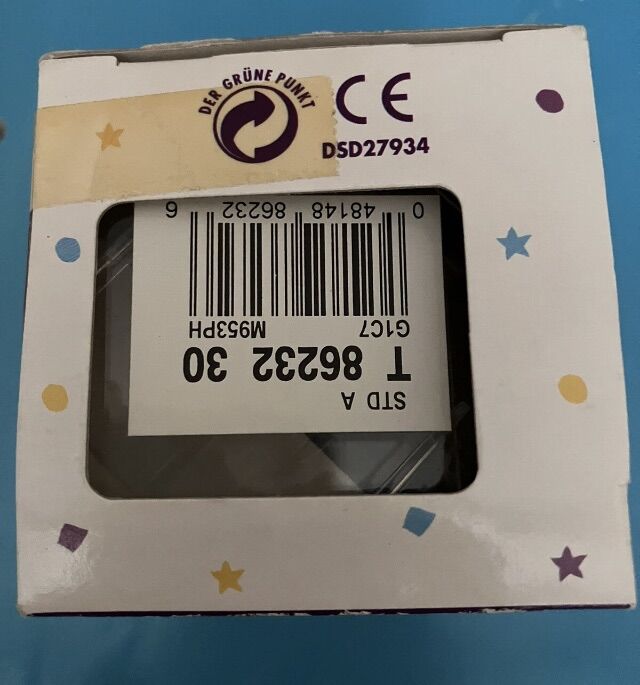 DER GRÜNE PUNKT
CE
DSD27934
STD A
T 86232 30
G1C7 M953PH
0 48148 86232 6